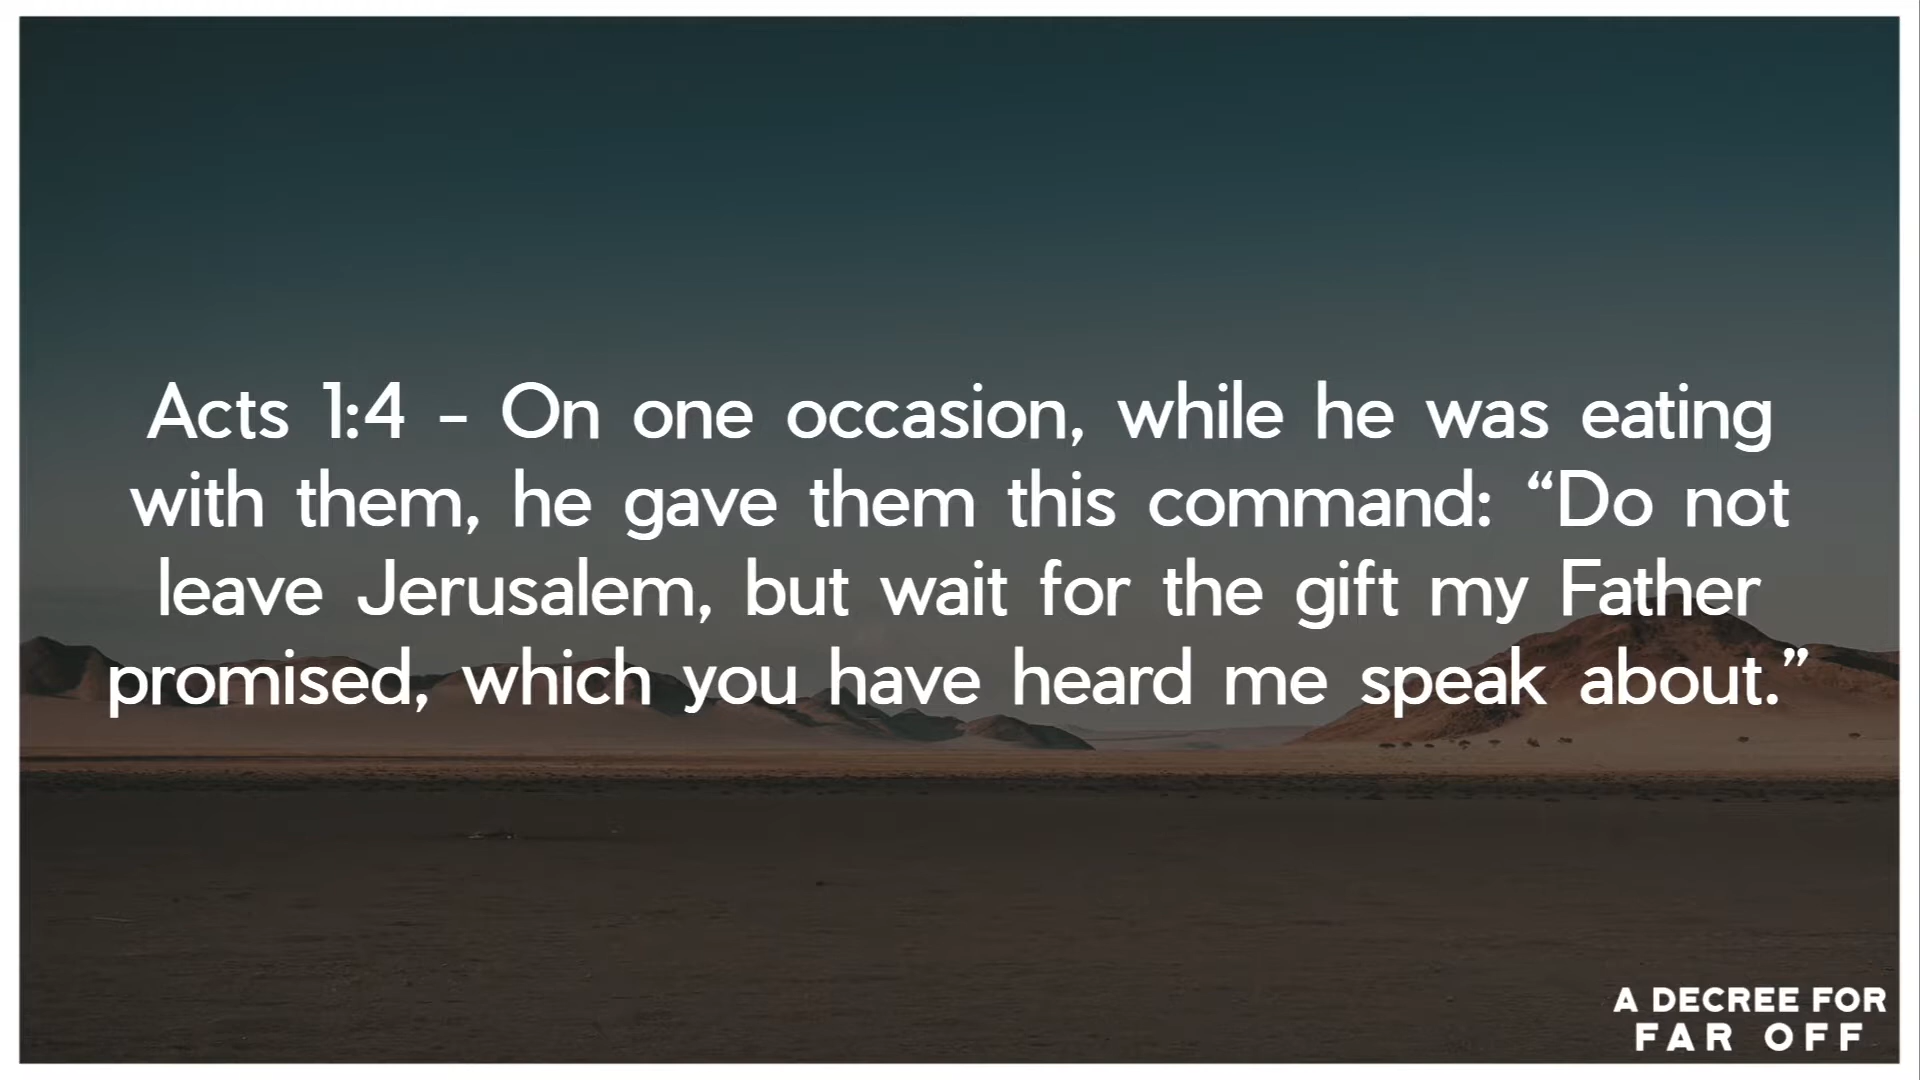 Acts 1:4 - On one occasion, while he was eating
with them, he gave them this command: “Do not
leave Jerusalem, but wait for the gift my Father
promised, which you have heard me speak about.”
A DECREE FOR
FAR OFF